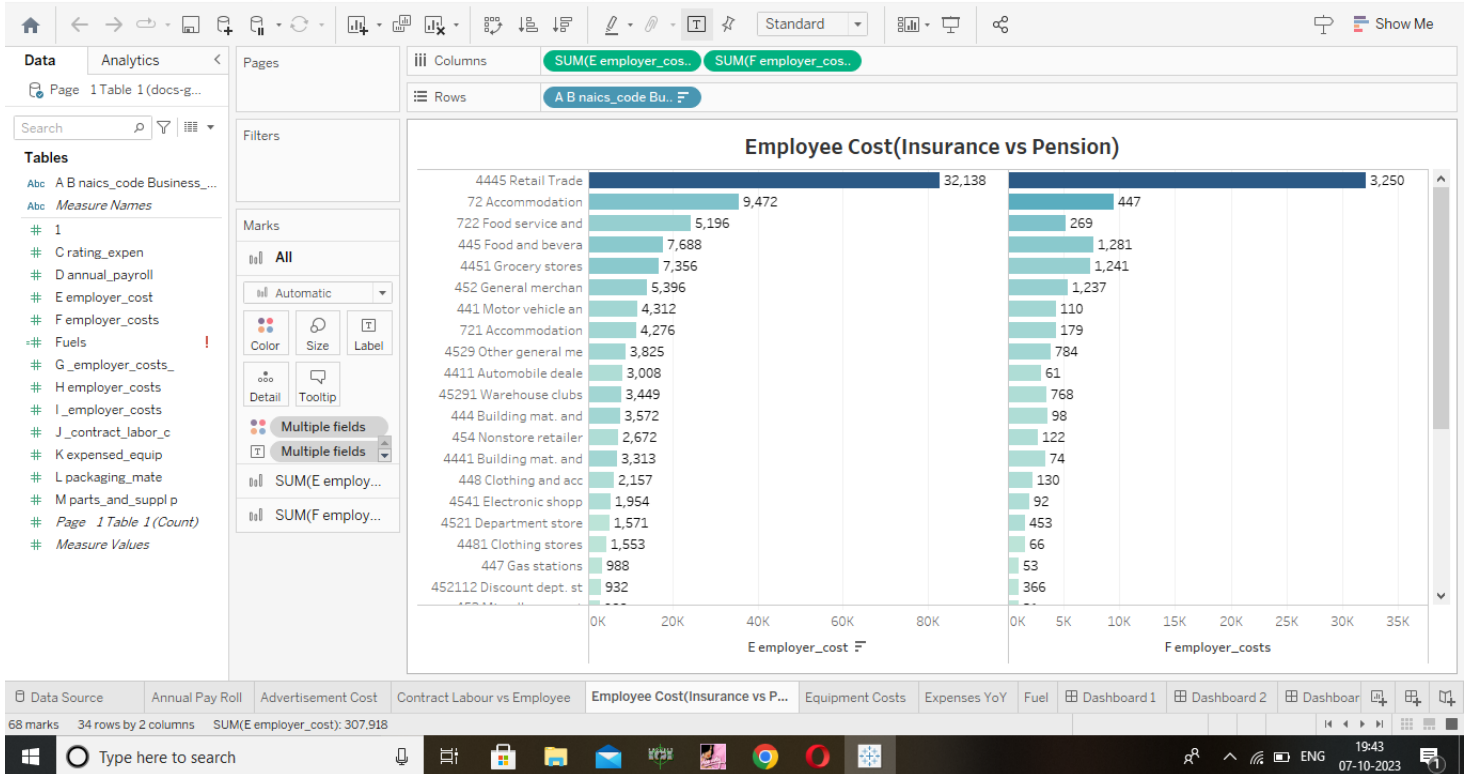 Standard
Show Me
Data
Analytics
Page 1 Table 1 (docs-g...
Search
Tables
Abc A B naics_code Business_...
Abc Measure Names
# 1
# C rating_expen
# D annual_payroll
# E employer_cost
# F employer_costs
=# Fuels !
# G _employer_costs_
# H employer_costs
# I _employer_costs
# J _contract_labor_c
# K expensed_equip
# L packaging_mate
# M parts_and_suppl p
# Page 1 Table 1 (Count)
# Measure Values
Pages
Filters
Marks
All
Automatic
Color
Size
Label
Detail
Tooltip
Multiple fields
Multiple fields
SUM(E employ...
SUM(F employ...
Columns
SUM(E employer_cos..
SUM(F employer_cos..
Rows
A B naics_code Bu..
Employee Cost(Insurance vs Pension)
4445 Retail Trade 32,138 3,250
72 Accommodation 9,472 447
722 Food service and 5,196 269
445 Food and bevera 7,688 1,281
4451 Grocery stores 7,356 1,241
452 General merchan 5,396 1,237
441 Motor vehicle an 4,312 110
721 Accommodation 4,276 179
4529 Other general me 3,825 784
4411 Automobile deale 3,008 61
45291 Warehouse clubs 3,449 768
444 Building mat. and 3,572 98
454 Nonstore retailer 2,672 122
4441 Building mat. and 3,313 74
448 Clothing and acc 2,157 130
4541 Electronic shopp 1,954 92
4521 Department store 1,571 453
4481 Clothing stores 1,553 66
447 Gas stations 988 53
452112 Discount dept. st 932 366
0K 20K 40K 60K 80K
0K 5K 10K 15K 20K 25K 30K 35K
E employer_cost
F employer_costs
Data Source
Annual Pay Roll
Advertisement Cost
Contract Labour vs Employee
Employee Cost(Insurance vs P...
Equipment Costs
Expenses YoY
Fuel
Dashboard 1
Dashboard 2
Dashboar
68 marks 34 rows by 2 columns SUM(E employer_cost): 307,918
Type here to search
ENG
19:43
07-10-2023
1